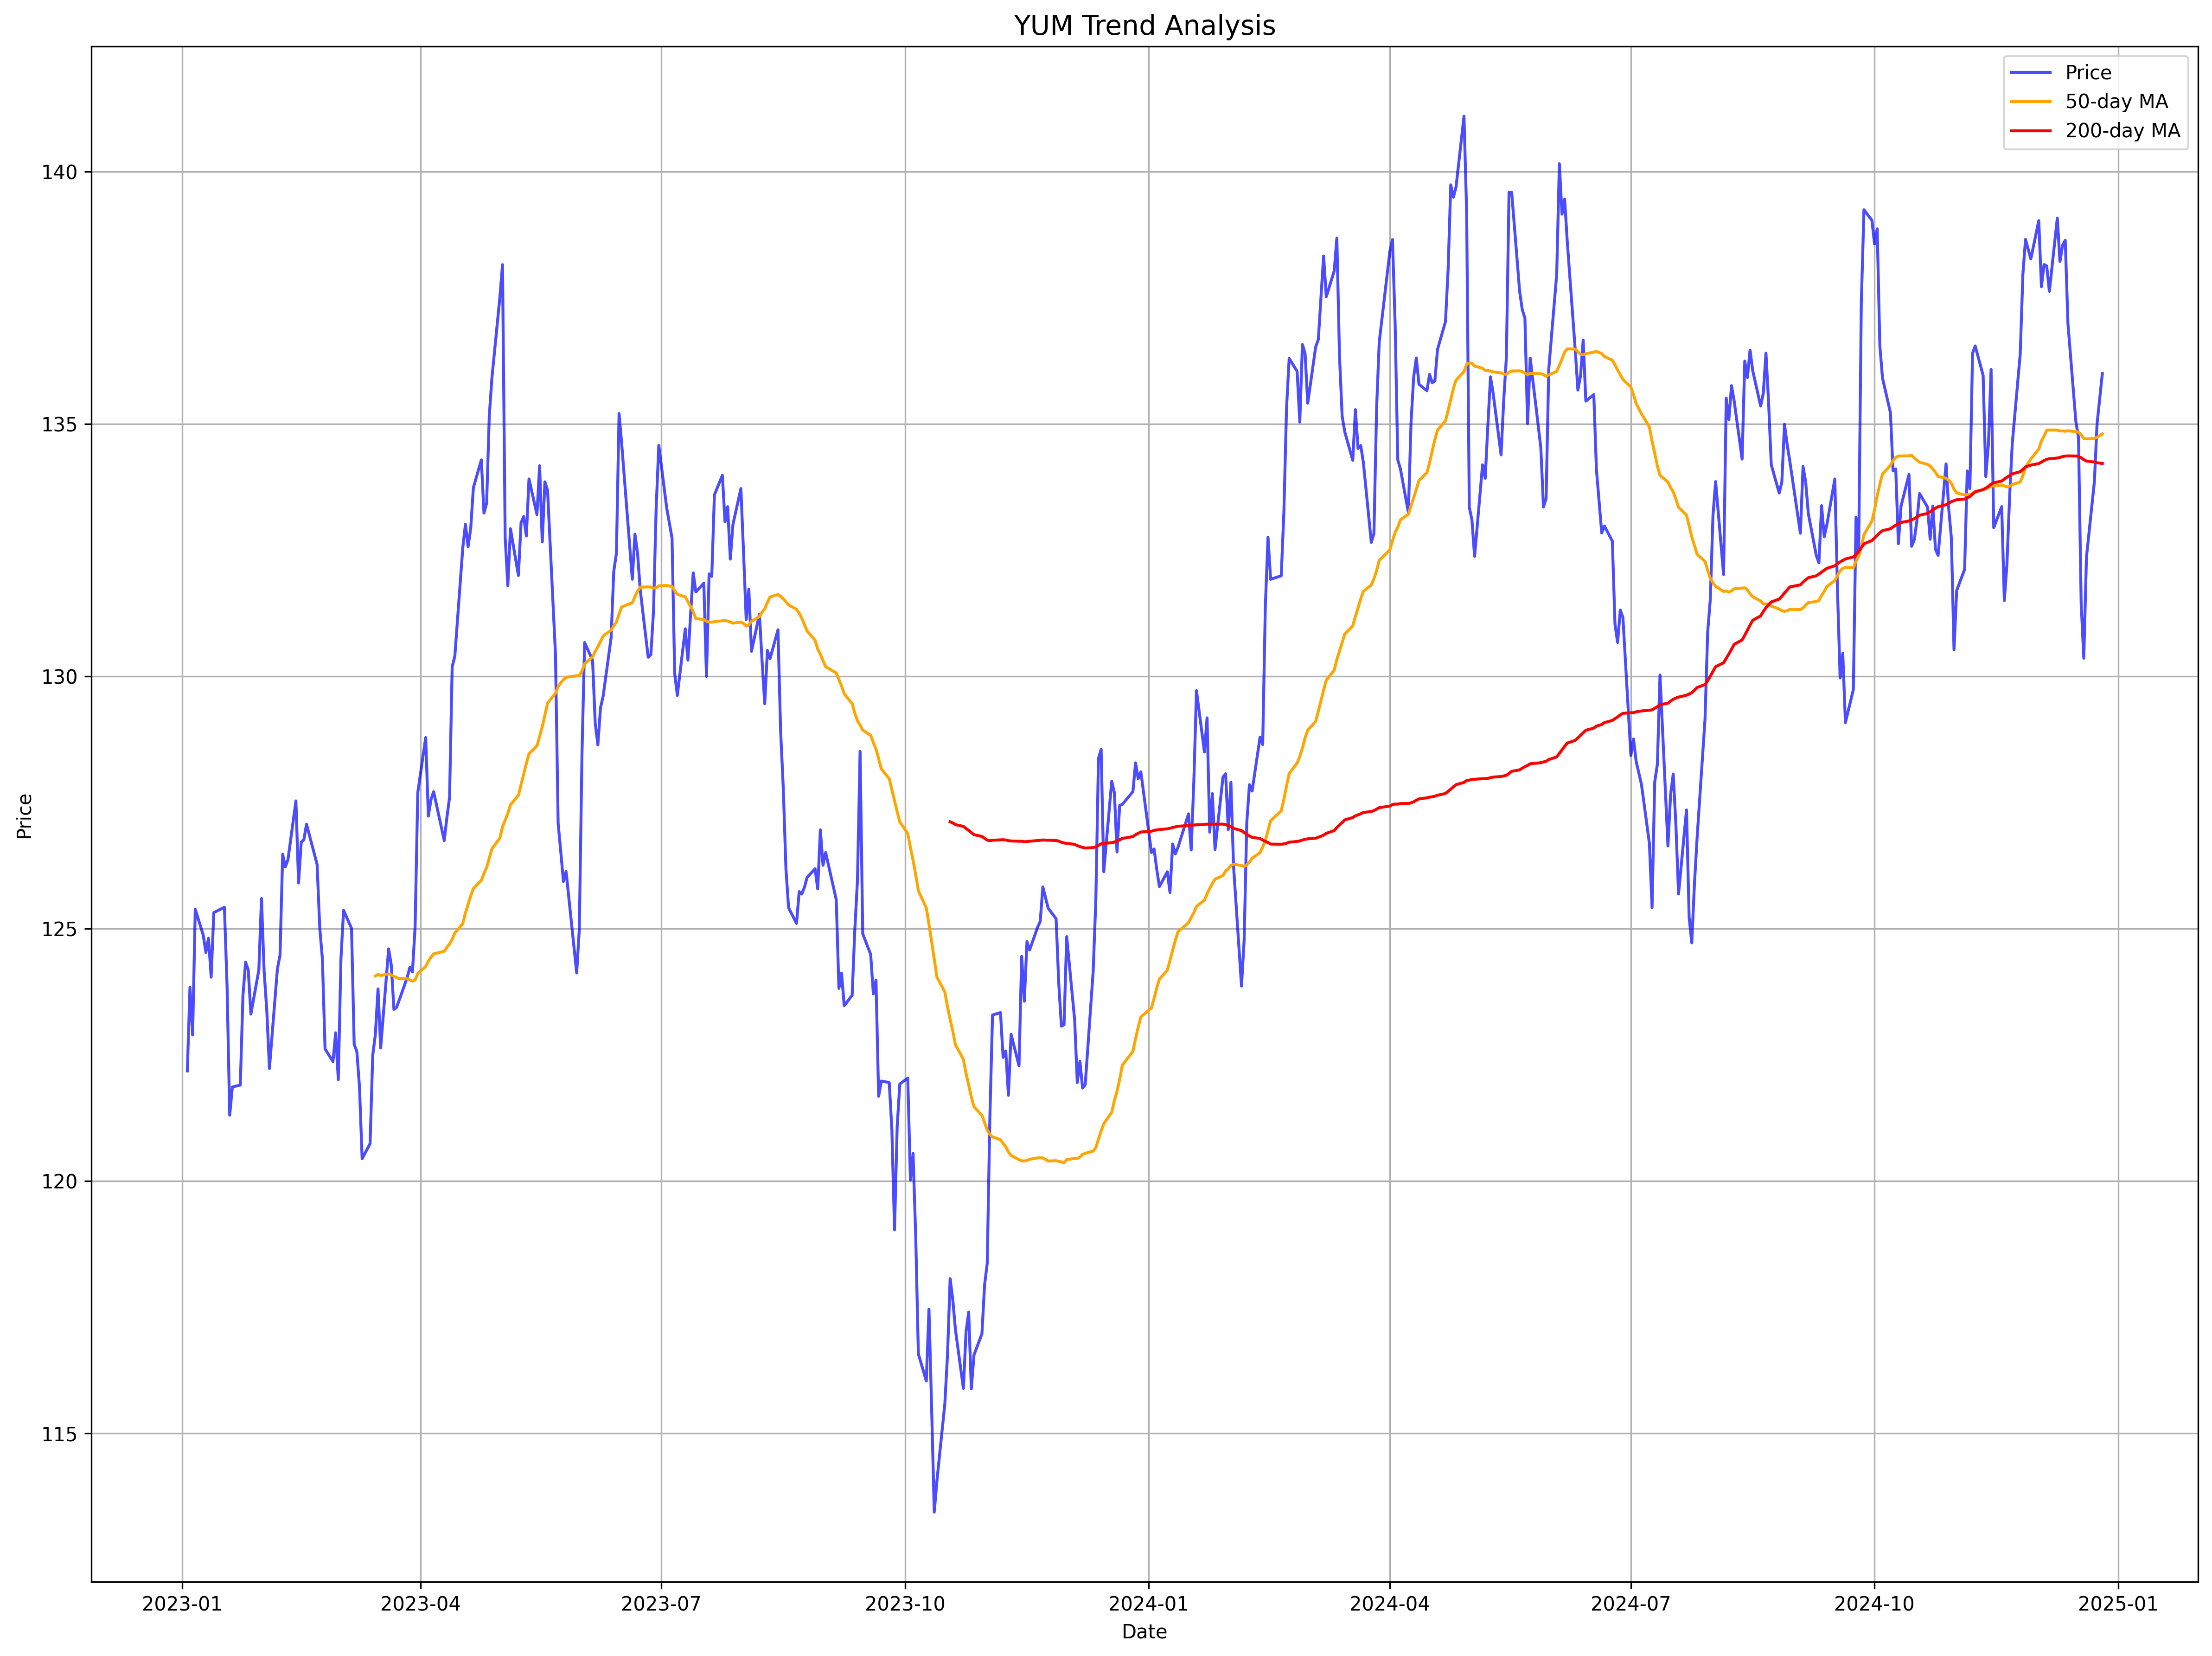 YUM Trend Analysis
Price
50-day MA
200-day MA
140
135
130
125
120
115
Price
2023-01
2023-04
2023-07
2023-10
2024-01
2024-04
2024-07
2024-10
2025-01
Date